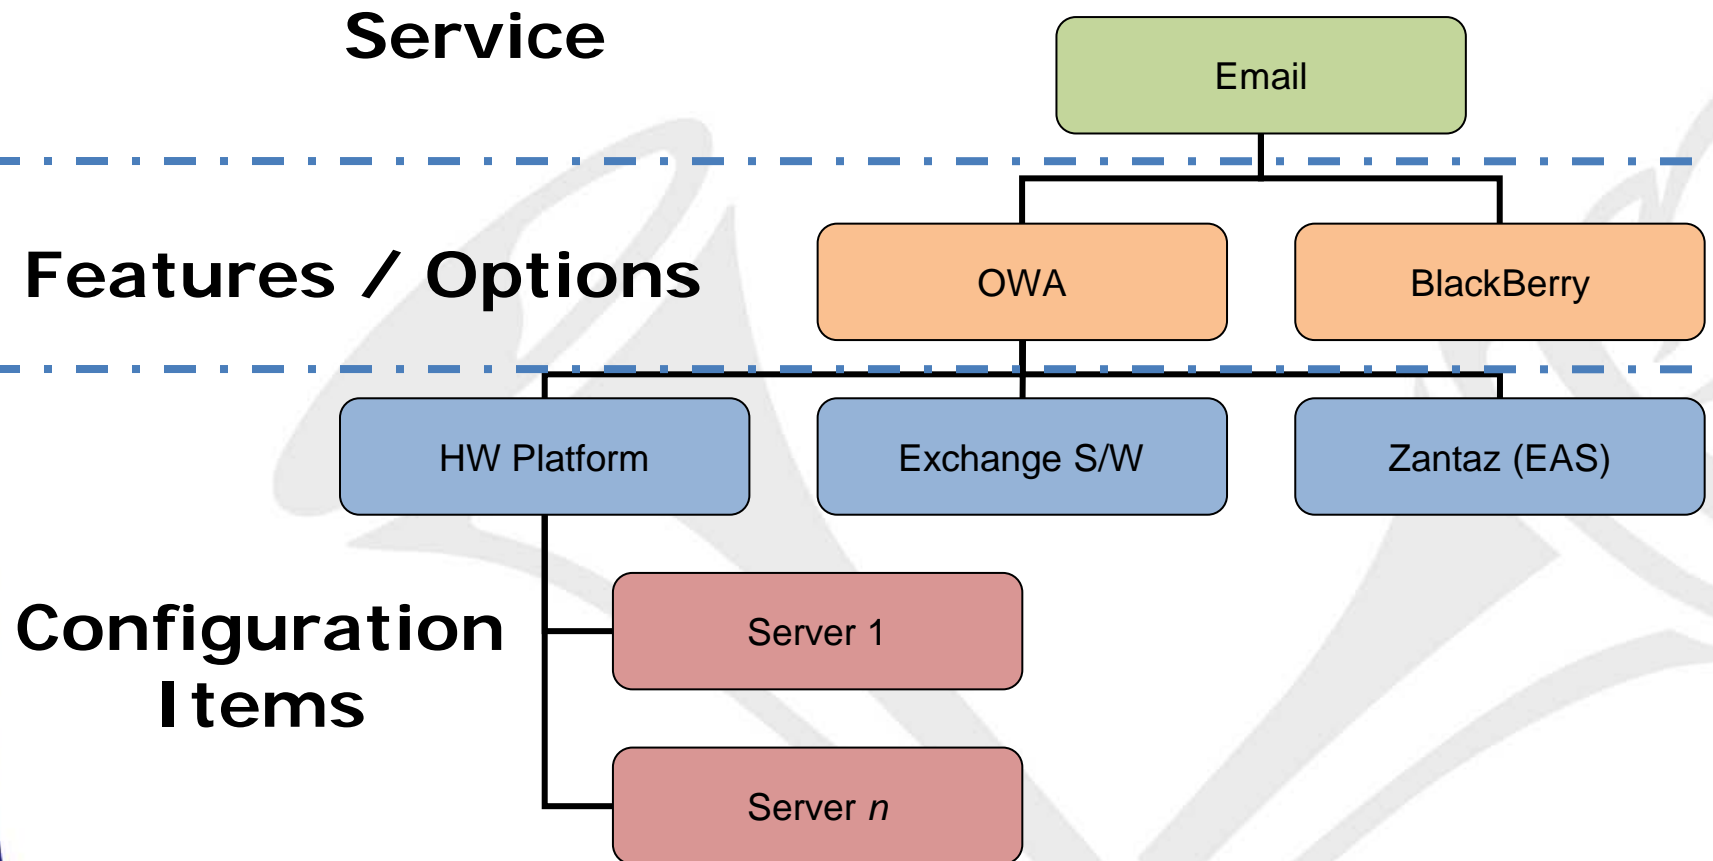 Service
Email
Features / Options
OWA
BlackBerry
HW Platform
Exchange S/W
Zantaz (EAS)
Configuration
Items
Server 1
Server n